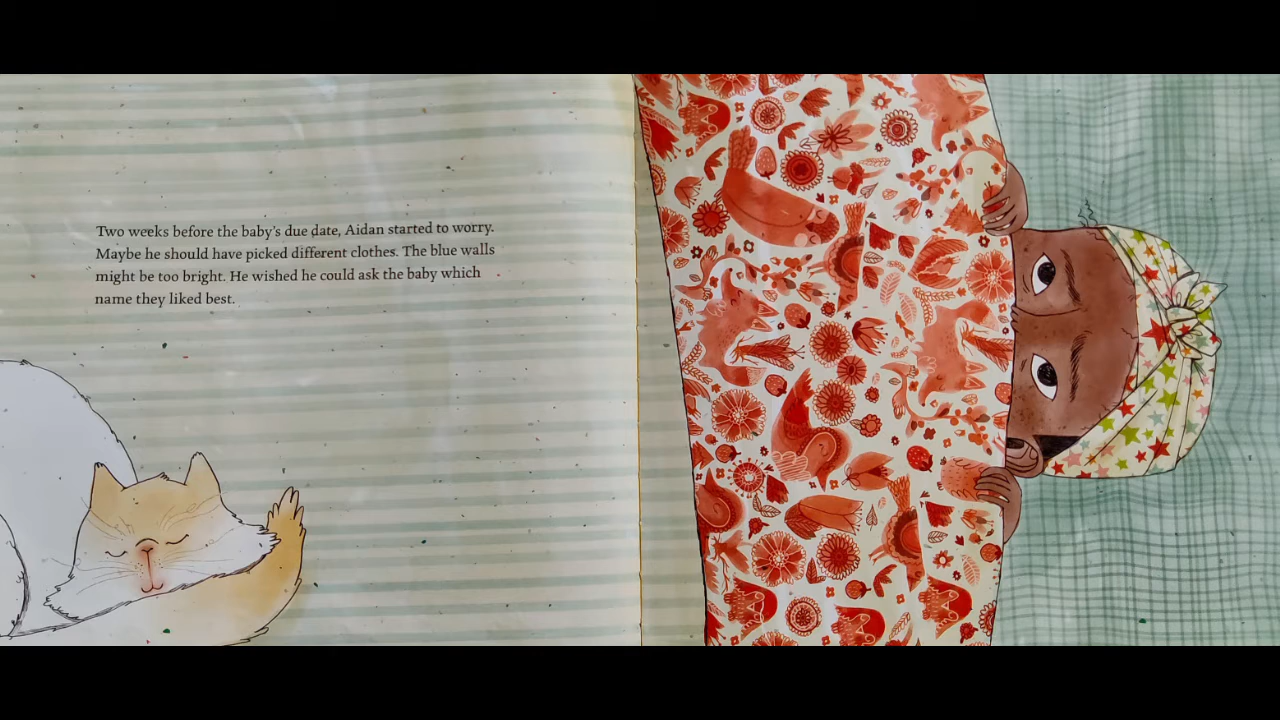 Two weeks before the baby's due date, Aidan started to worry.
Maybe he should have picked different clothes. The blue walls
might be too bright. He wished he could ask the baby which
name they liked best.